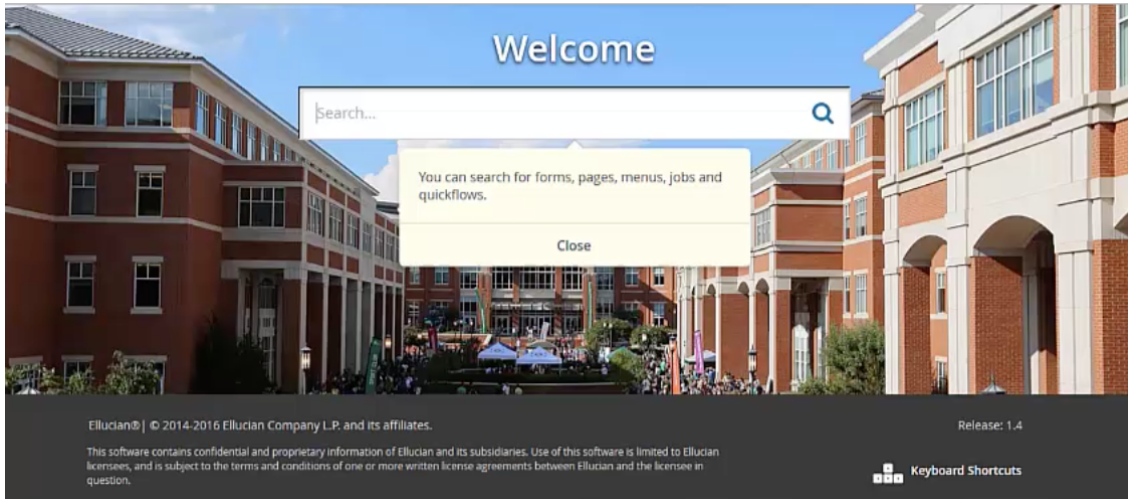 Welcome
Search...
You can search for forms, pages, menus, jobs and
quickflows.
Close
Ellucian®| © 2014-2016 Ellucian Company L.P. and its affiliates.
Release: 1.4
This software contains confidential and proprietary information of Ellucian and its subsidiaries. Use of this software is limited to Ellucian
licensees, and is subject to the terms and conditions of one or more written license agreements between Ellucian and the licensee in
question.
Keyboard Shortcuts